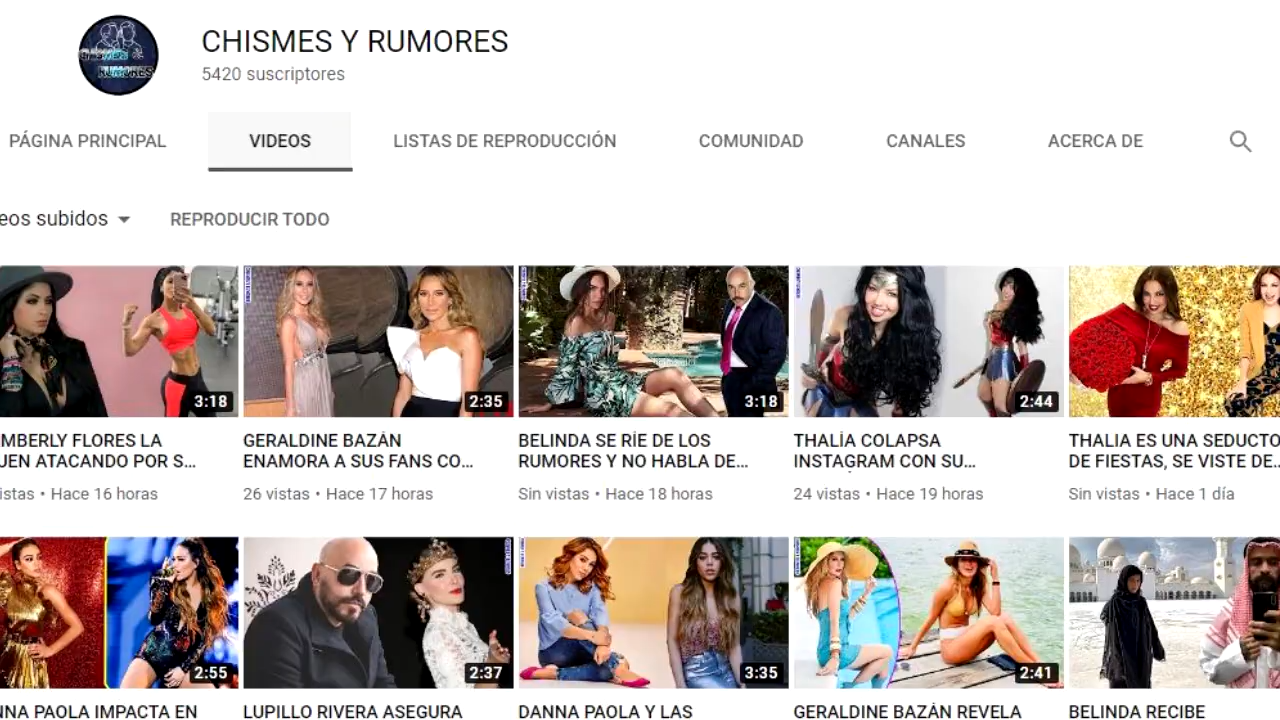 CHISMES Y RUMORES
5420 suscriptores
CHISMES &
RUMORES
PÁGINA PRINCIPAL
VIDEOS
LISTAS DE REPRODUCCIÓN
COMUNIDAD
CANALES
ACERCA DE
eos subidos
REPRODUCIR TODO
3:18
2:35
3:18
2:44
MBERLY FLORES LA
UEN ATACANDO POR S...
istas • Hace 16 horas
GERALDINE BAZÁN
ENAMORA A SUS FANS CO...
26 vistas • Hace 17 horas
BELINDA SE RÍE DE LOS
RUMORES Y NO HABLA DE...
Sin vistas • Hace 18 horas
THALÍA COLAPSA
INSTAGRAM CON SU...
24 vistas • Hace 19 horas
THALIA ES UNA SEDUCTO
DE FIESTAS, SE VISTE DE...
Sin vistas • Hace 1 día
2:55
2:37
3:35
2:41
NNA PAOLA IMPACTA EN
LUPILLO RIVERA ASEGURA
DANNA PAOLA Y LAS
GERALDINE BAZÁN REVELA
BELINDA RECIBE